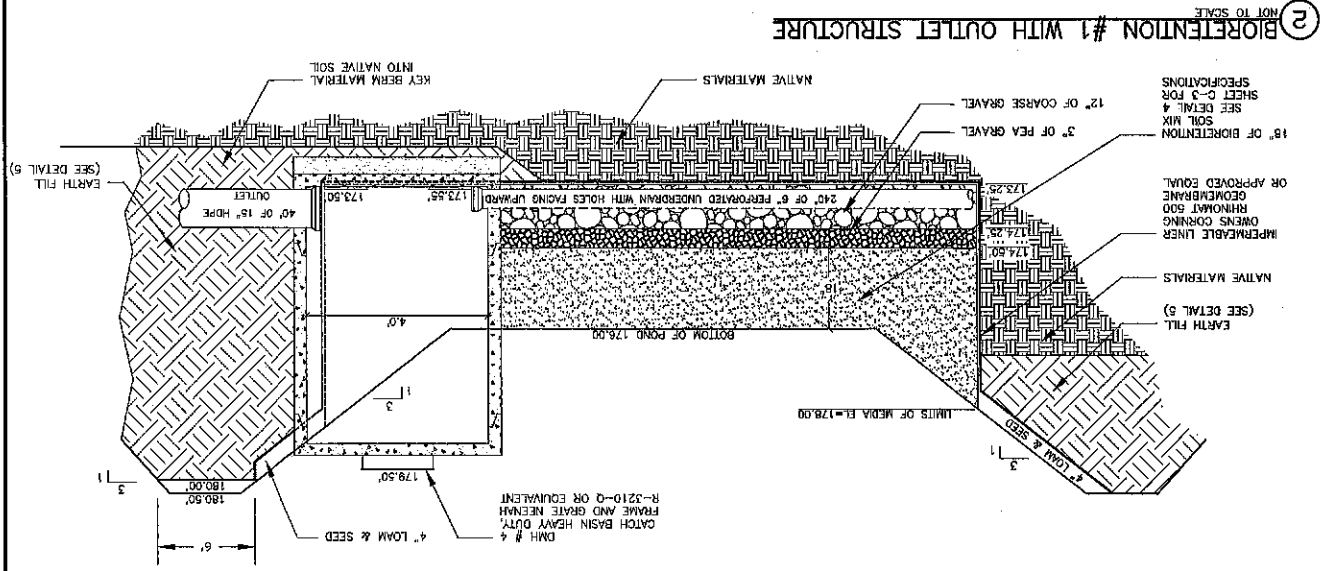 6'
4" LOAM & SEED
DMH # 4
CATCH BASIN HEAVY DUTY,
FRAME AND GRATE NEENAH
R-3210-Q OR EQUIVALENT
180.50'
180.00'
179.50'
3
1
3
1
3
1
4" LOAM & SEED
LIMITS OF MEDIA EL=178.00
EARTH FILL
(SEE DETAIL 5)
NATIVE MATERIALS
IMPERMEABLE LINER
OWENS CORNING
RHINOMAT 500
GEOMEMBRANE
OR APPROVED EQUAL
18" OF BIORETENTION
SOIL MIX
SEE DETAIL 4
SHEET C-3 FOR
SPECIFICATIONS
BOTTOM OF POND 176.00
4.0'
18"
174.50'
174.25'
173.25'
240' OF 6" PERFORATED UNDERDRAIN WITH HOLES FACING UPWARD
173.55'
173.50'
40' OF 15" HDPE
OUTLET
EARTH FILL
(SEE DETAIL 5)
3" OF PEA GRAVEL
12" OF COARSE GRAVEL
NATIVE MATERIALS
KEY BERM MATERIAL
INTO NATIVE SOIL
2
BIORETENTION #1 WITH OUTLET STRUCTURE
NOT TO SCALE